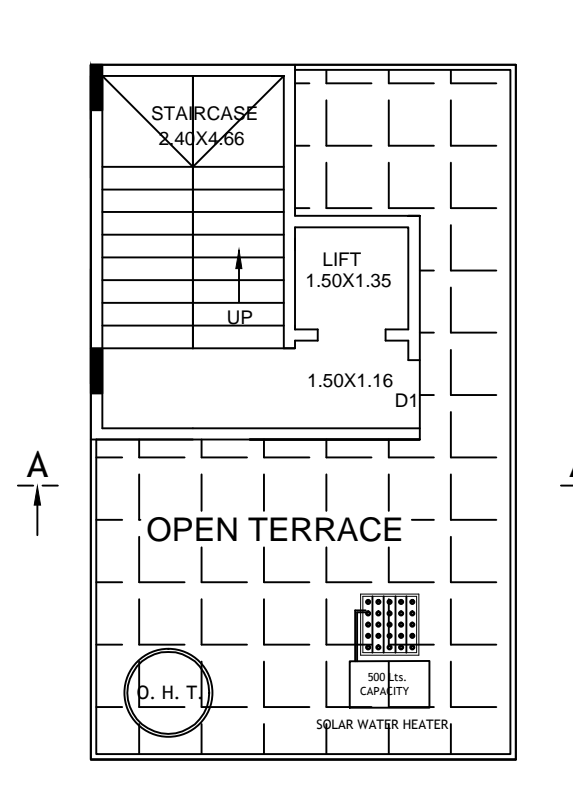 STAIRCASE
2.40X4.66
LIFT
1.50X1.35
UP
1.50X1.16
D1
A
OPEN TERRACE
500 Lts.
CAPACITY
O. H. T.
SOLAR WATER HEATER